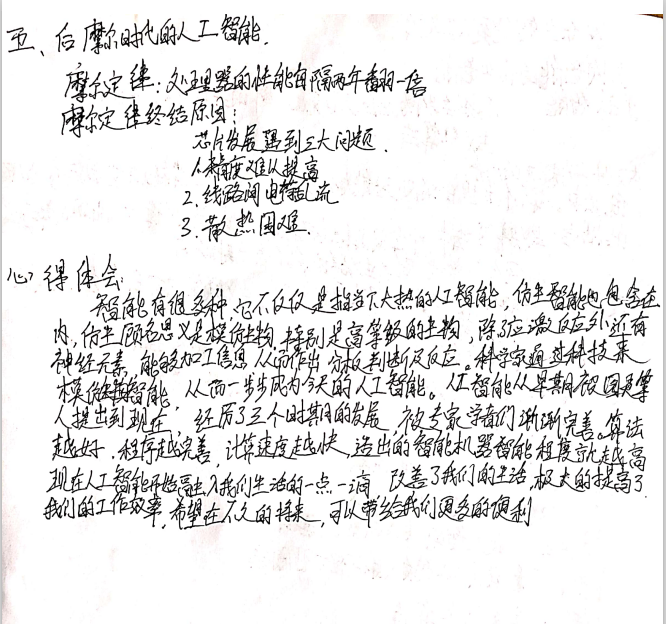 五、后摩尔时代的人工智能.
摩尔定律:处理器的性能每隔两年翻一倍
摩尔定律终结原因:
芯片发展遇到三大问题.
1.精度难以提高
2.线路间电荷乱流
3.散热困难.
心得体会:
智能有很多种,它不仅仅是指当下大热的人工智能,仿生智能也包含在
内,仿生顾名思义是模仿生物,特别是高等级的生物,除了应激反应外,还有
神经元素,能够加工信息,从而作出分析判断及反应。科学家通过科技来
模仿生物智能,从而一步步成为今天的人工智能。人工智能从早期被图灵等
人提出到现在,经历了三个时期的发展,被专家学者们渐渐完善。算法
越好,程序越完善,计算速度越快,造出的智能机器智能程度就越高
现在人工智能开始融入我们生活的一点一滴,改善了我们的生活,极大的提高了
我们的工作效率,希望在不久的将来,可以带给我们更多的便利